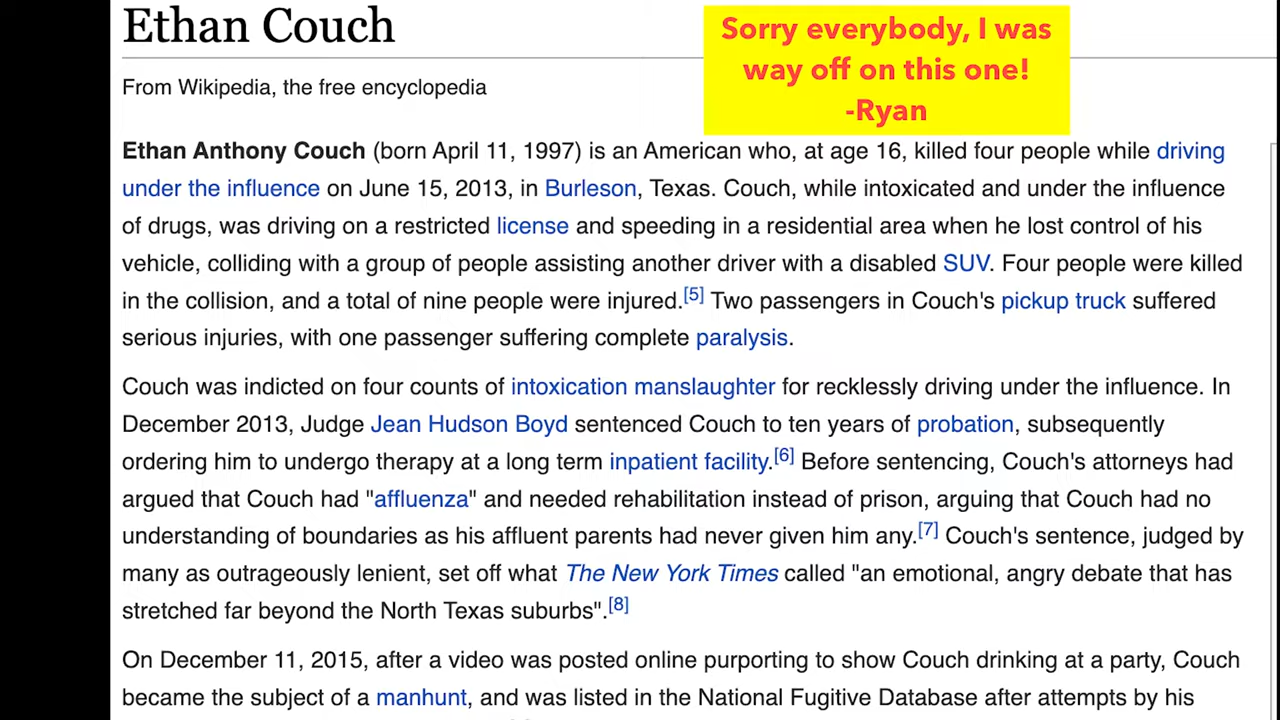 Ethan Couch
Sorry everybody, I was
way off on this one!
-Ryan
From Wikipedia, the free encyclopedia
Ethan Anthony Couch (born April 11, 1997) is an American who, at age 16, killed four people while driving
under the influence on June 15, 2013, in Burleson, Texas. Couch, while intoxicated and under the influence
of drugs, was driving on a restricted license and speeding in a residential area when he lost control of his
vehicle, colliding with a group of people assisting another driver with a disabled SUV. Four people were killed
in the collision, and a total of nine people were injured.[5] Two passengers in Couch's pickup truck suffered
serious injuries, with one passenger suffering complete paralysis.
Couch was indicted on four counts of intoxication manslaughter for recklessly driving under the influence. In
December 2013, Judge Jean Hudson Boyd sentenced Couch to ten years of probation, subsequently
ordering him to undergo therapy at a long term inpatient facility.[6] Before sentencing, Couch's attorneys had
argued that Couch had "affluenza" and needed rehabilitation instead of prison, arguing that Couch had no
understanding of boundaries as his affluent parents had never given him any.[7] Couch's sentence, judged by
many as outrageously lenient, set off what The New York Times called "an emotional, angry debate that has
stretched far beyond the North Texas suburbs".[8]
On December 11, 2015, after a video was posted online purporting to show Couch drinking at a party, Couch
became the subject of a manhunt, and was listed in the National Fugitive Database after attempts by his